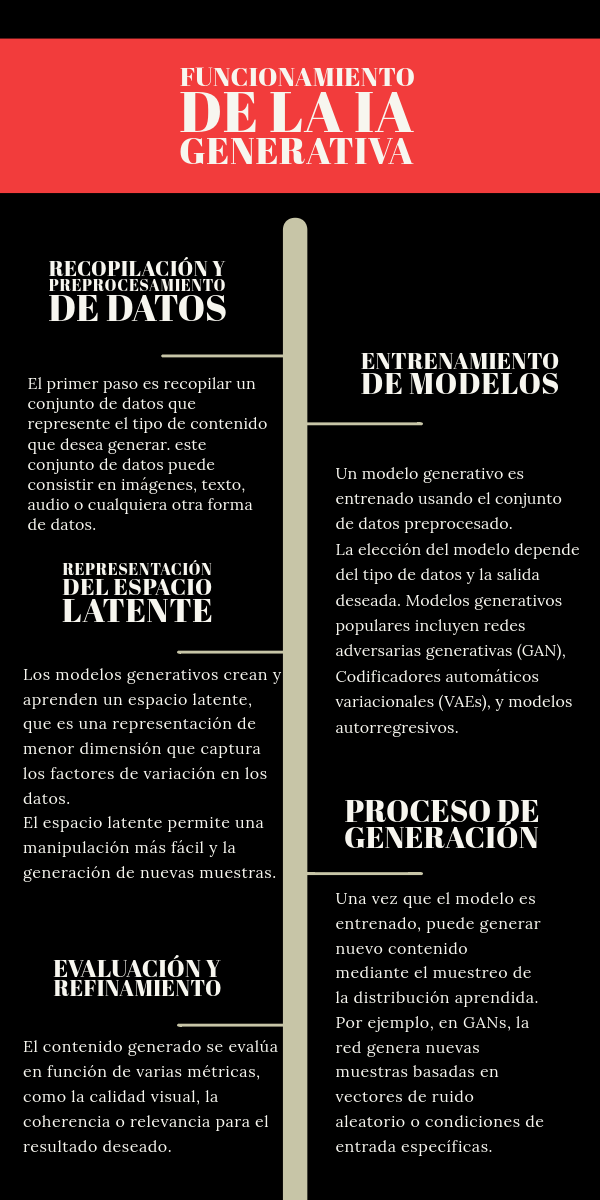 FUNCIONAMIENTO
DE LA IA
GENERATIVA
RECOPILACIÓN Y
PREPROCESAMIENTO
DE DATOS
El primer paso es recopilar un
conjunto de datos que
represente el tipo de contenido
que desea generar. este
conjunto de datos puede
consistir en imágenes, texto,
audio o cualquiera otra forma
de datos.
ENTRENAMIENTO
DE MODELOS
Un modelo generativo es
entrenado usando el conjunto
de datos preprocesado.
La elección del modelo depende
del tipo de datos y la salida
deseada. Modelos generativos
populares incluyen redes
adversarias generativas (GAN),
Codificadores automáticos
variacionales (VAEs), y modelos
autorregresivos.
REPRESENTACIÓN
DEL ESPACIO
LATENTE
Los modelos generativos crean y
aprenden un espacio latente,
que es una representación de
menor dimensión que captura
los factores de variación en los
datos.
El espacio latente permite una
manipulación más fácil y la
generación de nuevas muestras.
PROCESO DE
GENERACIÓN
Una vez que el modelo es
entrenado, puede generar
nuevo contenido
mediante el muestreo de
la distribución aprendida.
Por ejemplo, en GANs, la
red genera nuevas
muestras basadas en
vectores de ruido
aleatorio o condiciones de
entrada específicas.
EVALUACIÓN Y
REFINAMIENTO
El contenido generado se evalúa
en función de varias métricas,
como la calidad visual, la
coherencia o relevancia para el
resultado deseado.